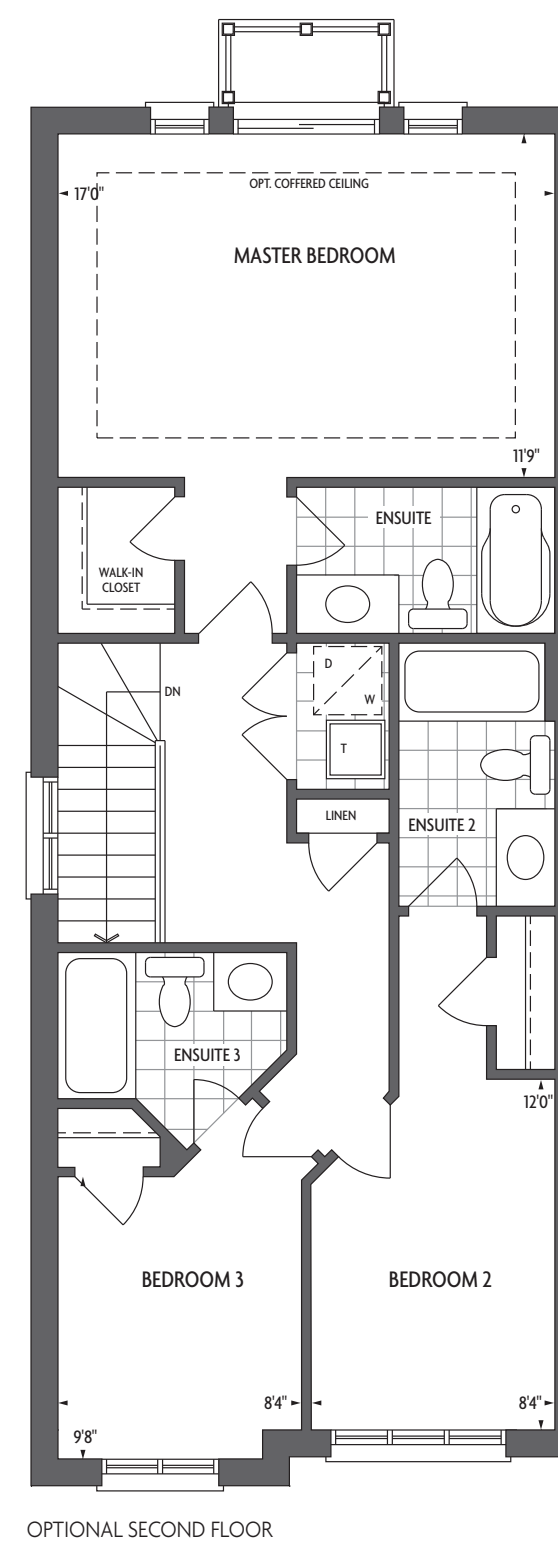 OPT. COFFERED CEILING
17'0"
MASTER BEDROOM
11'9"
ENSUITE
WALK-IN
CLOSET
D
W
DN
T
LINEN
ENSUITE 2
ENSUITE 3
12'0"
BEDROOM 3
BEDROOM 2
8'4"
8'4"
9'8"
OPTIONAL SECOND FLOOR